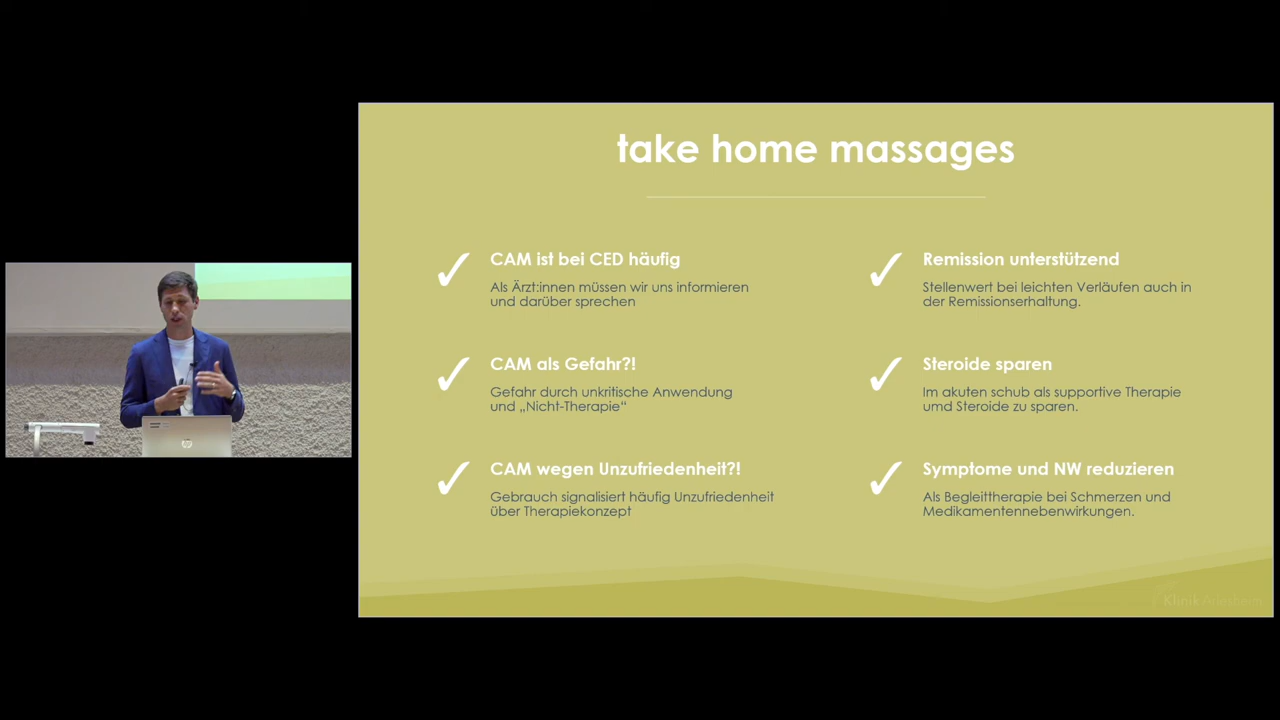 take home massages
CAM ist bei CED häufig
Als Ärzt:innen müssen wir uns informieren
und darüber sprechen
CAM als Gefahr?!
Gefahr durch unkritische Anwendung
und „Nicht-Therapie“
CAM wegen Unzufriedenheit?!
Gebrauch signalisiert häufig Unzufriedenheit
über Therapiekonzept
Remission unterstützend
Stellenwert bei leichten Verläufen auch in
der Remissionserhaltung.
Steroide sparen
Im akuten schub als supportive Therapie
umd Steroide zu sparen.
Symptome und NW reduzieren
Als Begleittherapie bei Schmerzen und
Medikamentennebenwirkungen.
Klinik Arlesheim
hp